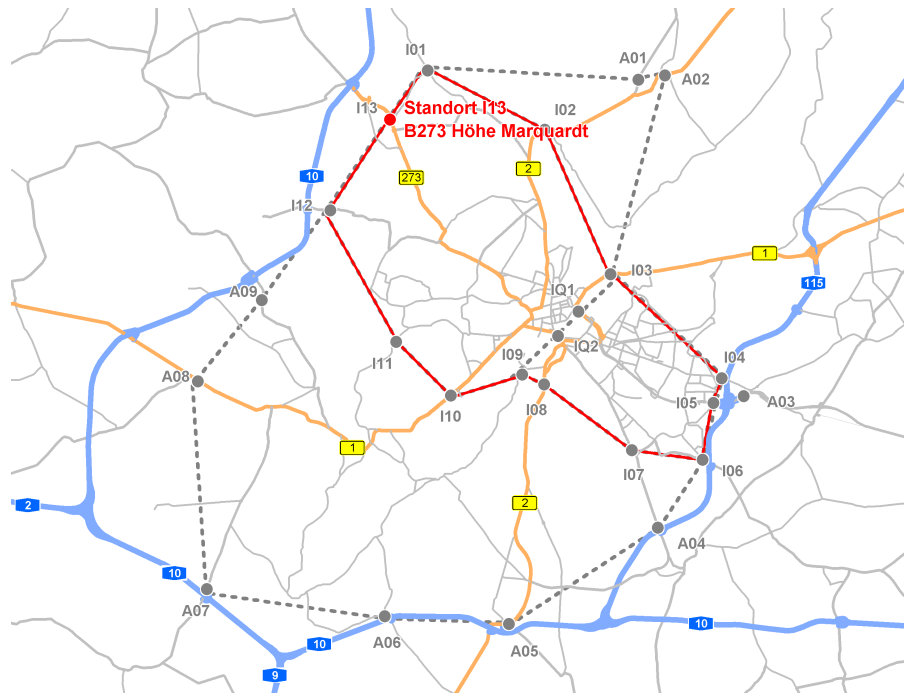 I01
A01
A02
I13
Standort I13
B273 Höhe Marquardt
I02
10
273
2
I12
1
I03
115
A09
IQ1
IQ2
I09
I11
I04
A08
I05
A03
I10
I08
1
I07
I06
2
2
A04
10
A07
10
A06
A05
10
9